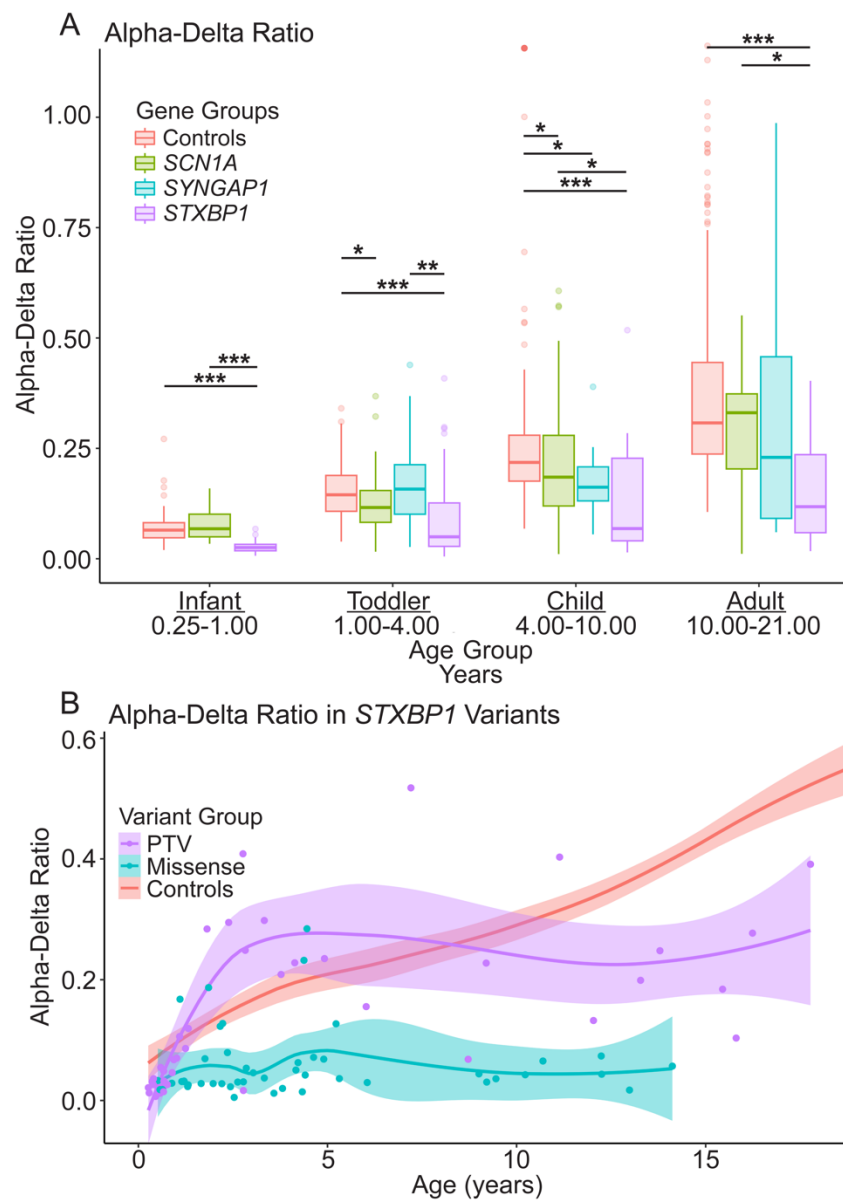 A
Alpha-Delta Ratio
Alpha-Delta Ratio
1.00
0.75
0.50
0.25
0.00
Gene Groups
Controls
SCN1A
SYNGAP1
STXBP1
***
***
*
**
***
*
*
*
***
***
*
Infant Toddler Child Adult
0.25-1.00 1.00-4.00 4.00-10.00 10.00-21.00
Age Group
Years
B
Alpha-Delta Ratio in STXBP1 Variants
Alpha-Delta Ratio
0.6
0.4
0.2
0.0
Variant Group
PTV
Missense
Controls
0 5 10 15
Age (years)